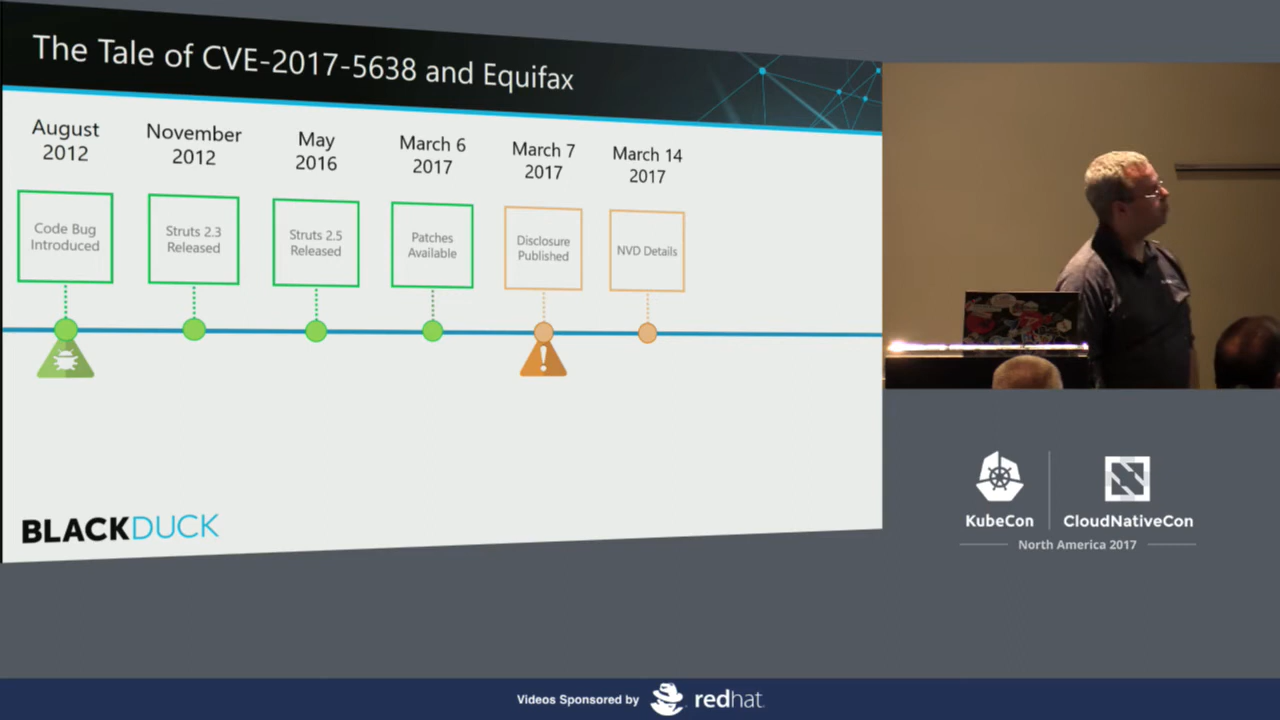 The Tale of CVE-2017-5638 and Equifax
August
2012
November
2012
May
2016
March 6
2017
March 7
2017
March 14
2017
Code Bug
Introduced
Struts 2.3
Released
Struts 2.5
Released
Patches
Available
Disclosure
Published
NVD Details
BLACKDUCK
KubeCon
CloudNativeCon
North America 2017
Videos Sponsored by
redhat.